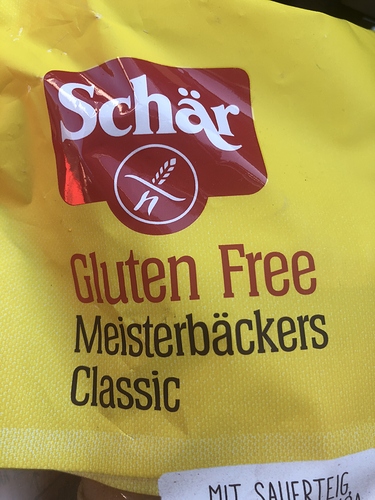 Schär
Gluten Free
Meisterbäckers
Classic
MIT SAUERTEIG,